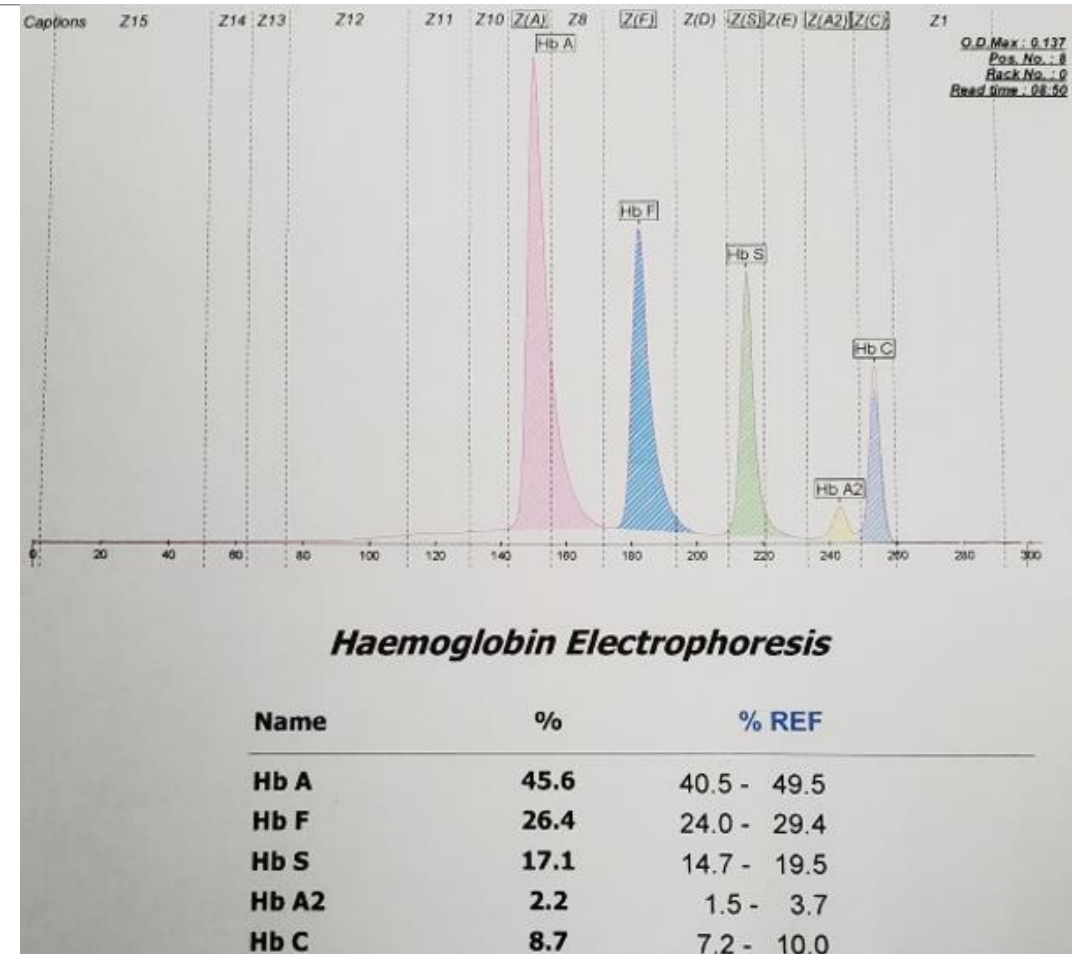 Captions Z15 Z14 Z13 Z12 Z11 Z10 Z(A) Z8 Z(F) Z(D) Z(S) Z(E) Z(A2) Z(C) Z1
O.D.Max : 0.137
Pos. No. : 8
Rack No. : 0
Read time : 08:50
Hb A
Hb F
Hb S
Hb C
Hb A2
0 20 40 60 80 100 120 140 160 180 200 220 240 260 280 300
Haemoglobin Electrophoresis
Name % % REF
Hb A 45.6 40.5 - 49.5
Hb F 26.4 24.0 - 29.4
Hb S 17.1 14.7 - 19.5
Hb A2 2.2 1.5 - 3.7
Hb C 8.7 7.2 - 10.0